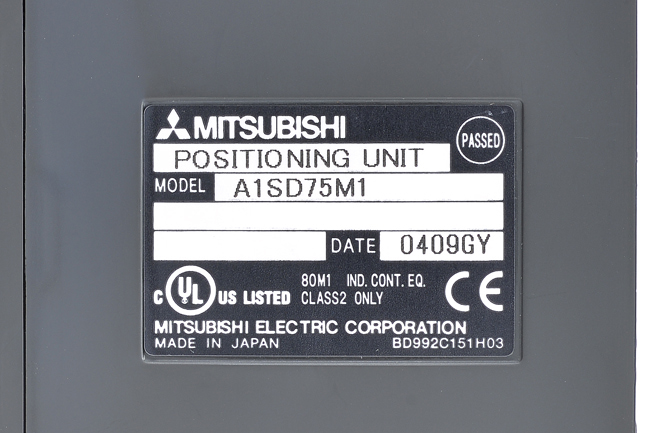 MITSUBISHI
PASSED
POSITIONING UNIT
MODEL A1SD75M1
DATE 0409GY
C UL US LISTED
80M1 IND. CONT. EQ.
CLASS2 ONLY
CE
MITSUBISHI ELECTRIC CORPORATION
MADE IN JAPAN BD992C151H03